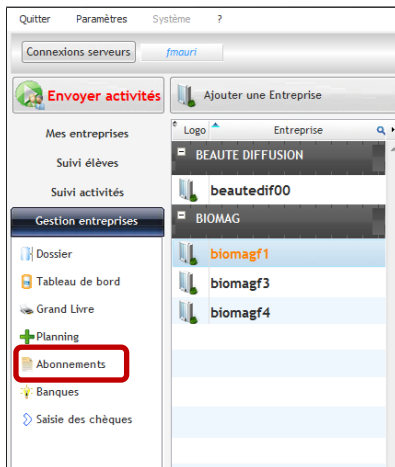 Quitter Paramètres Système ?
Connexions serveurs fmauri
Envoyer activités Ajouter une Entreprise
Mes entreprises
Suivi élèves
Suivi activités
Gestion entreprises
Dossier
Tableau de bord
Grand Livre
Planning
Abonnements
Banques
Saisie des chèques
Logo Entreprise
BEAUTE DIFFUSION
beautedif00
BIOMAG
biomagf1
biomagf3
biomagf4